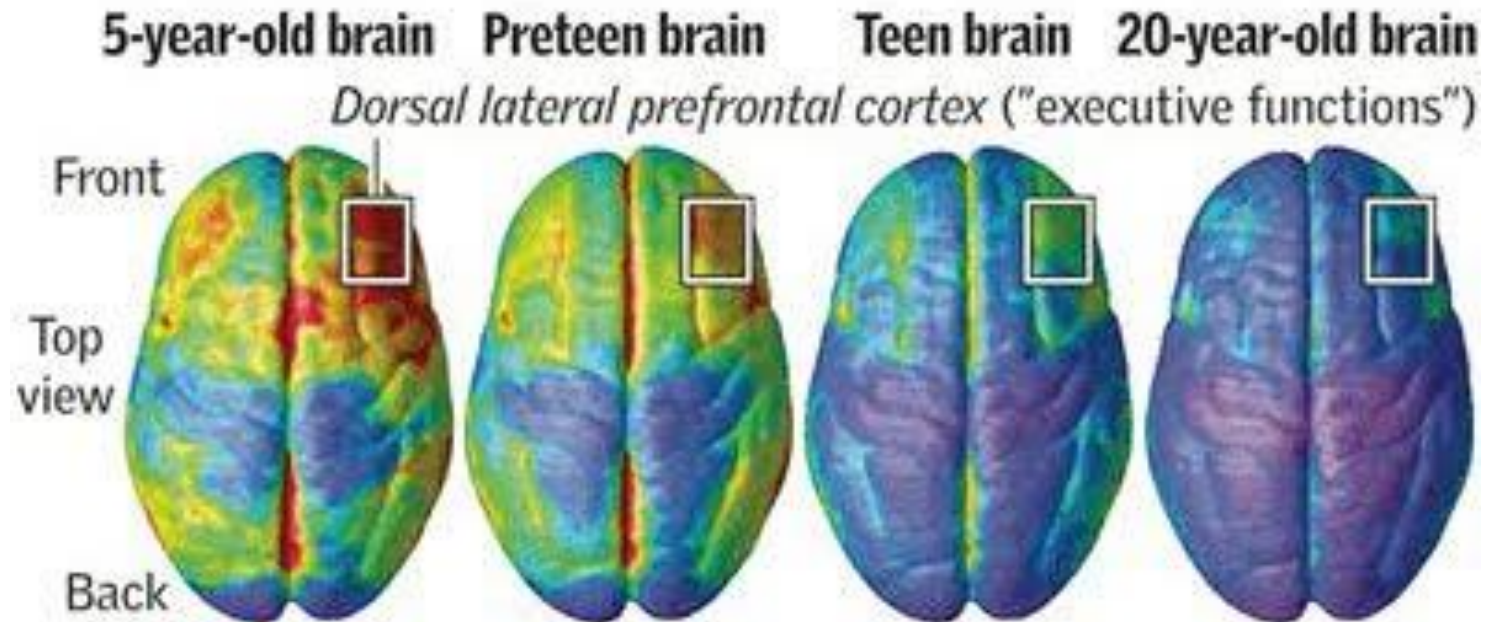 5-year-old brain Preteen brain Teen brain 20-year-old brain
Dorsal lateral prefrontal cortex ("executive functions")
Front
Top
view
Back